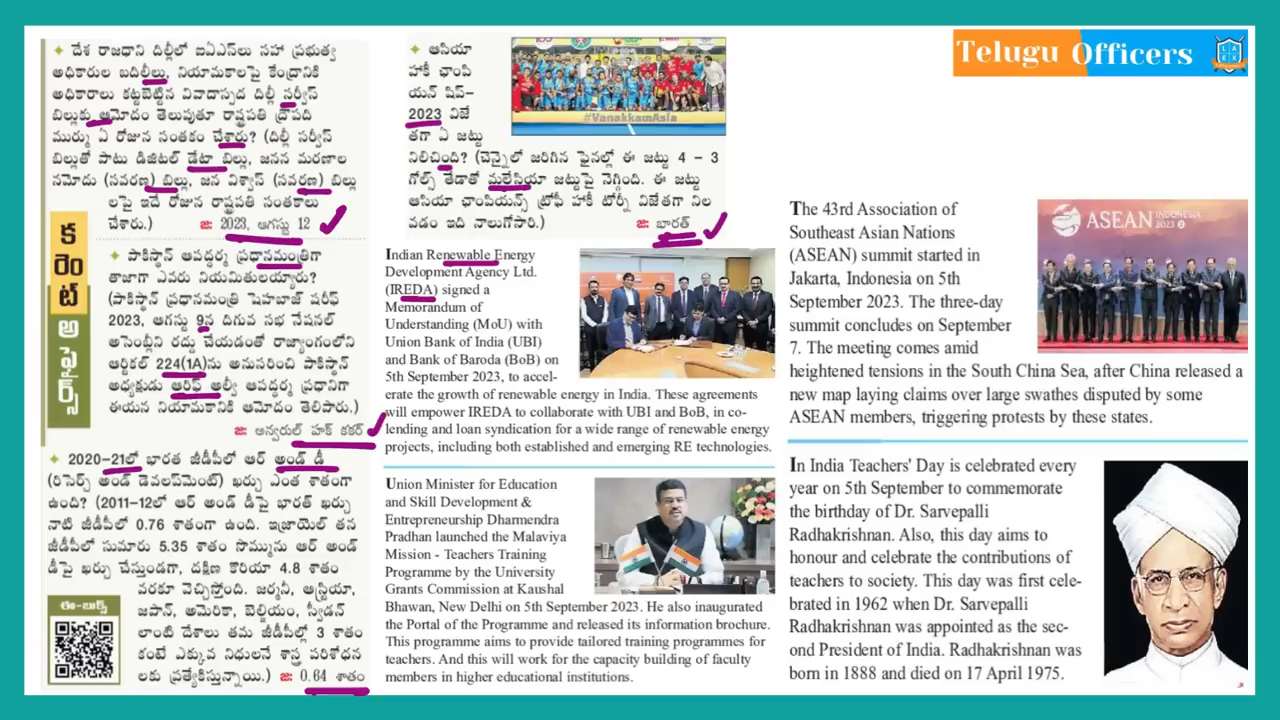 Telugu Officers
✦ దేశ రాజధాని దిల్లీలో ఐఏఎస్‌లు సహా ప్రభుత్వ
అధికారుల బదిలీలు, నియామకాలపై కేంద్రానికి
అధికారాలు కట్టబెట్టిన వివాదాస్పద దిల్లీ సర్వీస్
బిల్లుకు ఆమోదం తెలుపుతూ రాష్ట్రపతి ద్రౌపది
ముర్ము ఏ రోజున సంతకం చేశారు? (దిల్లీ సర్వీస్
బిల్లుతో పాటు డిజిటల్ డేటా బిల్లు, జనన మరణాల
నమోదు (సవరణ) బిల్లు, జన విశ్వాస్ (సవరణ) బిల్లు
లపై ఇదే రోజున రాష్ట్రపతి సంతకాలు
చేశారు.) జ: 2023, ఆగస్టు 12
కరెంట్ అఫైర్స్
✦ పాకిస్థాన్ ఆపద్ధర్మ ప్రధానమంత్రిగా
తాజాగా ఎవరు నియమితులయ్యారు?
(పాకిస్థాన్ ప్రధానమంత్రి షెహబాజ్ షరీఫ్
2023, ఆగస్టు 9న దిగువ సభ నేషనల్
అసెంబ్లీని రద్దు చేయడంతో రాజ్యాంగంలోని
ఆర్టికల్ 224(1A)ను అనుసరించి పాకిస్థాన్
అధ్యక్షుడు ఆరిఫ్ అల్వీ ఆపద్ధర్మ ప్రధానిగా
ఈయన నియామకానికి ఆమోదం తెలిపారు.)
జ: అన్వరుల్ హక్ కకర్
✦ 2020-21లో భారత జీడీపీలో ఆర్ అండ్ డీ
(రిసెర్చ్ అండ్ డెవలప్‌మెంట్) ఖర్చు ఎంత శాతంగా
ఉంది? (2011-12లో ఆర్ అండ్ డీపై భారత్ ఖర్చు
నాటి జీడీపీలో 0.76 శాతంగా ఉంది. ఇజ్రాయెల్ తన
జీడీపీలో సుమారు 5.35 శాతం సొమ్మును ఆర్ అండ్
డీపై ఖర్చు చేస్తుండగా, దక్షిణ కొరియా 4.8 శాతం
వరకూ వెచ్చిస్తోంది. జర్మనీ, ఆస్ట్రియా,
జపాన్, అమెరికా, బెల్జియం, స్వీడన్
లాంటి దేశాలు తమ జీడీపీల్లో 3 శాతం
కంటే ఎక్కువ నిధులనే శాస్త్ర పరిశోధన
లకు ప్రత్యేకిస్తున్నాయి.) జ: 0.64 శాతం
ఈ-బుక్స్
✦ ఆసియా
హాకీ ఛాంపి
యన్ షిప్-
2023 విజే
తగా ఏ జట్టు
నిలిచింది? (చెన్నైలో జరిగిన ఫైనల్లో ఈ జట్టు 4 – 3
గోల్స్ తేడాతో మలేసియా జట్టుపై నెగ్గింది. ఈ జట్టు
ఆసియా ఛాంపియన్స్ ట్రోఫీ హాకీ టోర్నీ విజేతగా నిల
వడం ఇది నాలుగోసారి.) జ: భారత్
#VanakkamAsia
Indian Renewable Energy
Development Agency Ltd.
(IREDA) signed a
Memorandum of
Understanding (MoU) with
Union Bank of India (UBI)
and Bank of Baroda (BoB) on
5th September 2023, to accel-
erate the growth of renewable energy in India. These agreements
will empower IREDA to collaborate with UBI and BoB, in co-
lending and loan syndication for a wide range of renewable energy
projects, including both established and emerging RE technologies.
Union Minister for Education
and Skill Development &
Entrepreneurship Dharmendra
Pradhan launched the Malaviya
Mission - Teachers Training
Programme by the University
Grants Commission at Kaushal
Bhawan, New Delhi on 5th September 2023. He also inaugurated
the Portal of the Programme and released its information brochure.
This programme aims to provide tailored training programmes for
teachers. And this will work for the capacity building of faculty
members in higher educational institutions.
The 43rd Association of
Southeast Asian Nations
(ASEAN) summit started in
Jakarta, Indonesia on 5th
September 2023. The three-day
summit concludes on September
7. The meeting comes amid
heightened tensions in the South China Sea, after China released a
new map laying claims over large swathes disputed by some
ASEAN members, triggering protests by these states.
ASEAN INDONESIA 2023
In India Teachers' Day is celebrated every
year on 5th September to commemorate
the birthday of Dr. Sarvepalli
Radhakrishnan. Also, this day aims to
honour and celebrate the contributions of
teachers to society. This day was first cele-
brated in 1962 when Dr. Sarvepalli
Radhakrishnan was appointed as the sec-
ond President of India. Radhakrishnan was
born in 1888 and died on 17 April 1975.